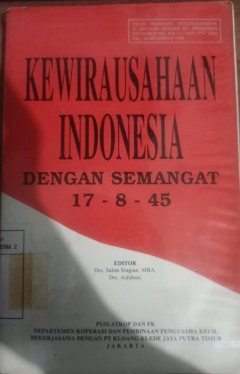 KEWIRAUSAHAAN
INDONESIA
DENGAN SEMANGAT
17 - 8 - 45
EDITOR
Drs. Salim Siagian, MBA.
Drs. Asfahani
PUSLATKOP DAN PK
DEPARTEMEN KOPERASI DAN PEMBINAAN PENGUSAHA KECIL
BEKERJASAMA DENGAN PT KLOANG KLEDE JAYA PUTRA TIMUR
JAKARTA